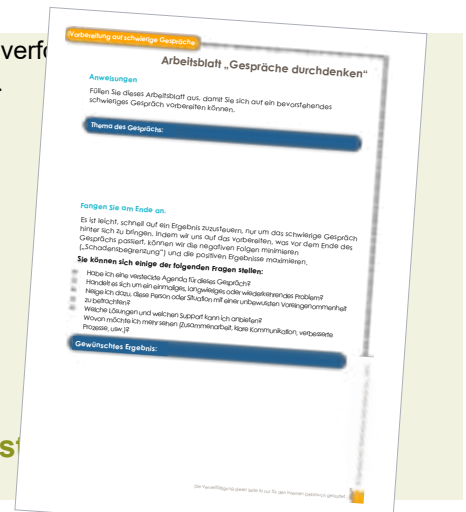 verfo
.
Vorbereitung auf schwierige Gespräche
Arbeitsblatt „Gespräche durchdenken“
Anweisungen
Füllen Sie dieses Arbeitsblatt aus, damit Sie sich auf ein bevorstehendes
schwieriges Gespräch vorbereiten können.
Thema des Gesprächs:
Fangen Sie am Ende an.
Es ist leicht, schnell auf ein Ergebnis zuzusteuern, nur um das schwierige Gespräch
hinter sich zu bringen. Indem wir uns auf das vorbereiten, was vor dem Ende des
Gesprächs passiert, können wir die negativen Folgen minimieren
(„Schadensbegrenzung“) und die positiven Ergebnisse maximieren.
Sie können sich einige der folgenden Fragen stellen:
Habe ich eine versteckte Agenda für dieses Gespräch?
Handelt es sich um ein einmaliges, langwieriges oder wiederkehrendes Problem?
Neige ich dazu, diese Person oder Situation mit einer unbewussten Voreingenommenheit
zu betrachten?
Welche Lösungen und welchen Support kann ich anbieten?
Wovon möchte ich mehr sehen (Zusammenarbeit, klare Kommunikation, verbesserte
Prozesse, usw.)?
Gewünschtes Ergebnis:
st